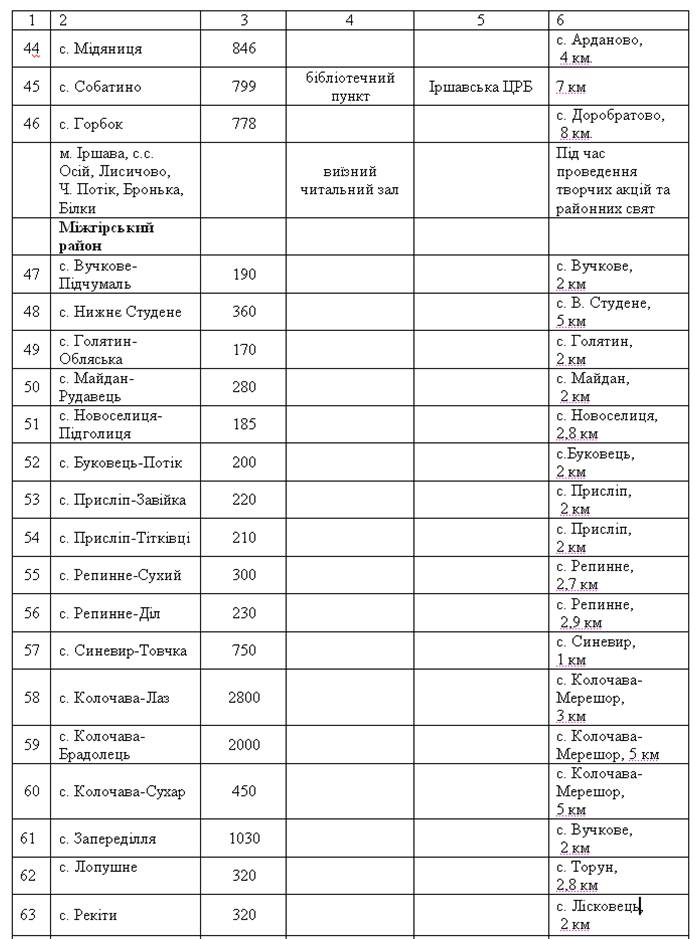 1 2 3 4 5 6
44 с. Мідяниця 846 с. Арданово,
4 км.
45 с. Собатино 799 бібліотечний
пункт Іршавська ЦРБ 7 км
46 с. Горбок 778 с. Доробратово,
8 км.
м. Іршава, с.с.
Осій, Лисичово,
Ч. Потік, Бронька,
Білки
виїзний
читальний зал
Під час
проведення
творчих акцій та
районних свят
Міжгірський
район
47 с. Вучкове-
Підчумаль 190 с. Вучкове,
2 км
48 с. Нижнє Студене 360 с. В. Студене,
5 км
49 с. Голятин-
Обляська 170 с. Голятин,
2 км
50 с. Майдан-
Рудавець 280 с. Майдан,
2 км
51 с. Новоселиця-
Підголиця 185 с. Новоселиця,
2,8 км
52 с. Буковець-Потік 200 с.Буковець,
2 км
53 с. Присліп-Завійка 220 с. Присліп,
2 км
54 с. Присліп-Тітківці 210 с. Присліп,
2 км
55 с. Репинне-Сухий 300 с. Репинне,
2,7 км
56 с. Репинне-Діл 230 с. Репинне,
2,9 км
57 с. Синевир-Товчка 750 с. Синевир,
1 км
58 с. Колочава-Лаз 2800 с. Колочава-
Мерешор,
3 км
59 с. Колочава-
Брадолець 2000 с. Колочава-
Мерешор, 5 км
60 с. Колочава-Сухар 450 с. Колочава-
Мерешор,
5 км
61 с. Запереділля 1030 с. Вучкове,
2 км
62 с. Лопушне 320 с. Торун,
2,8 км
63 с. Рекіти 320 с. Лісковець,
2 км